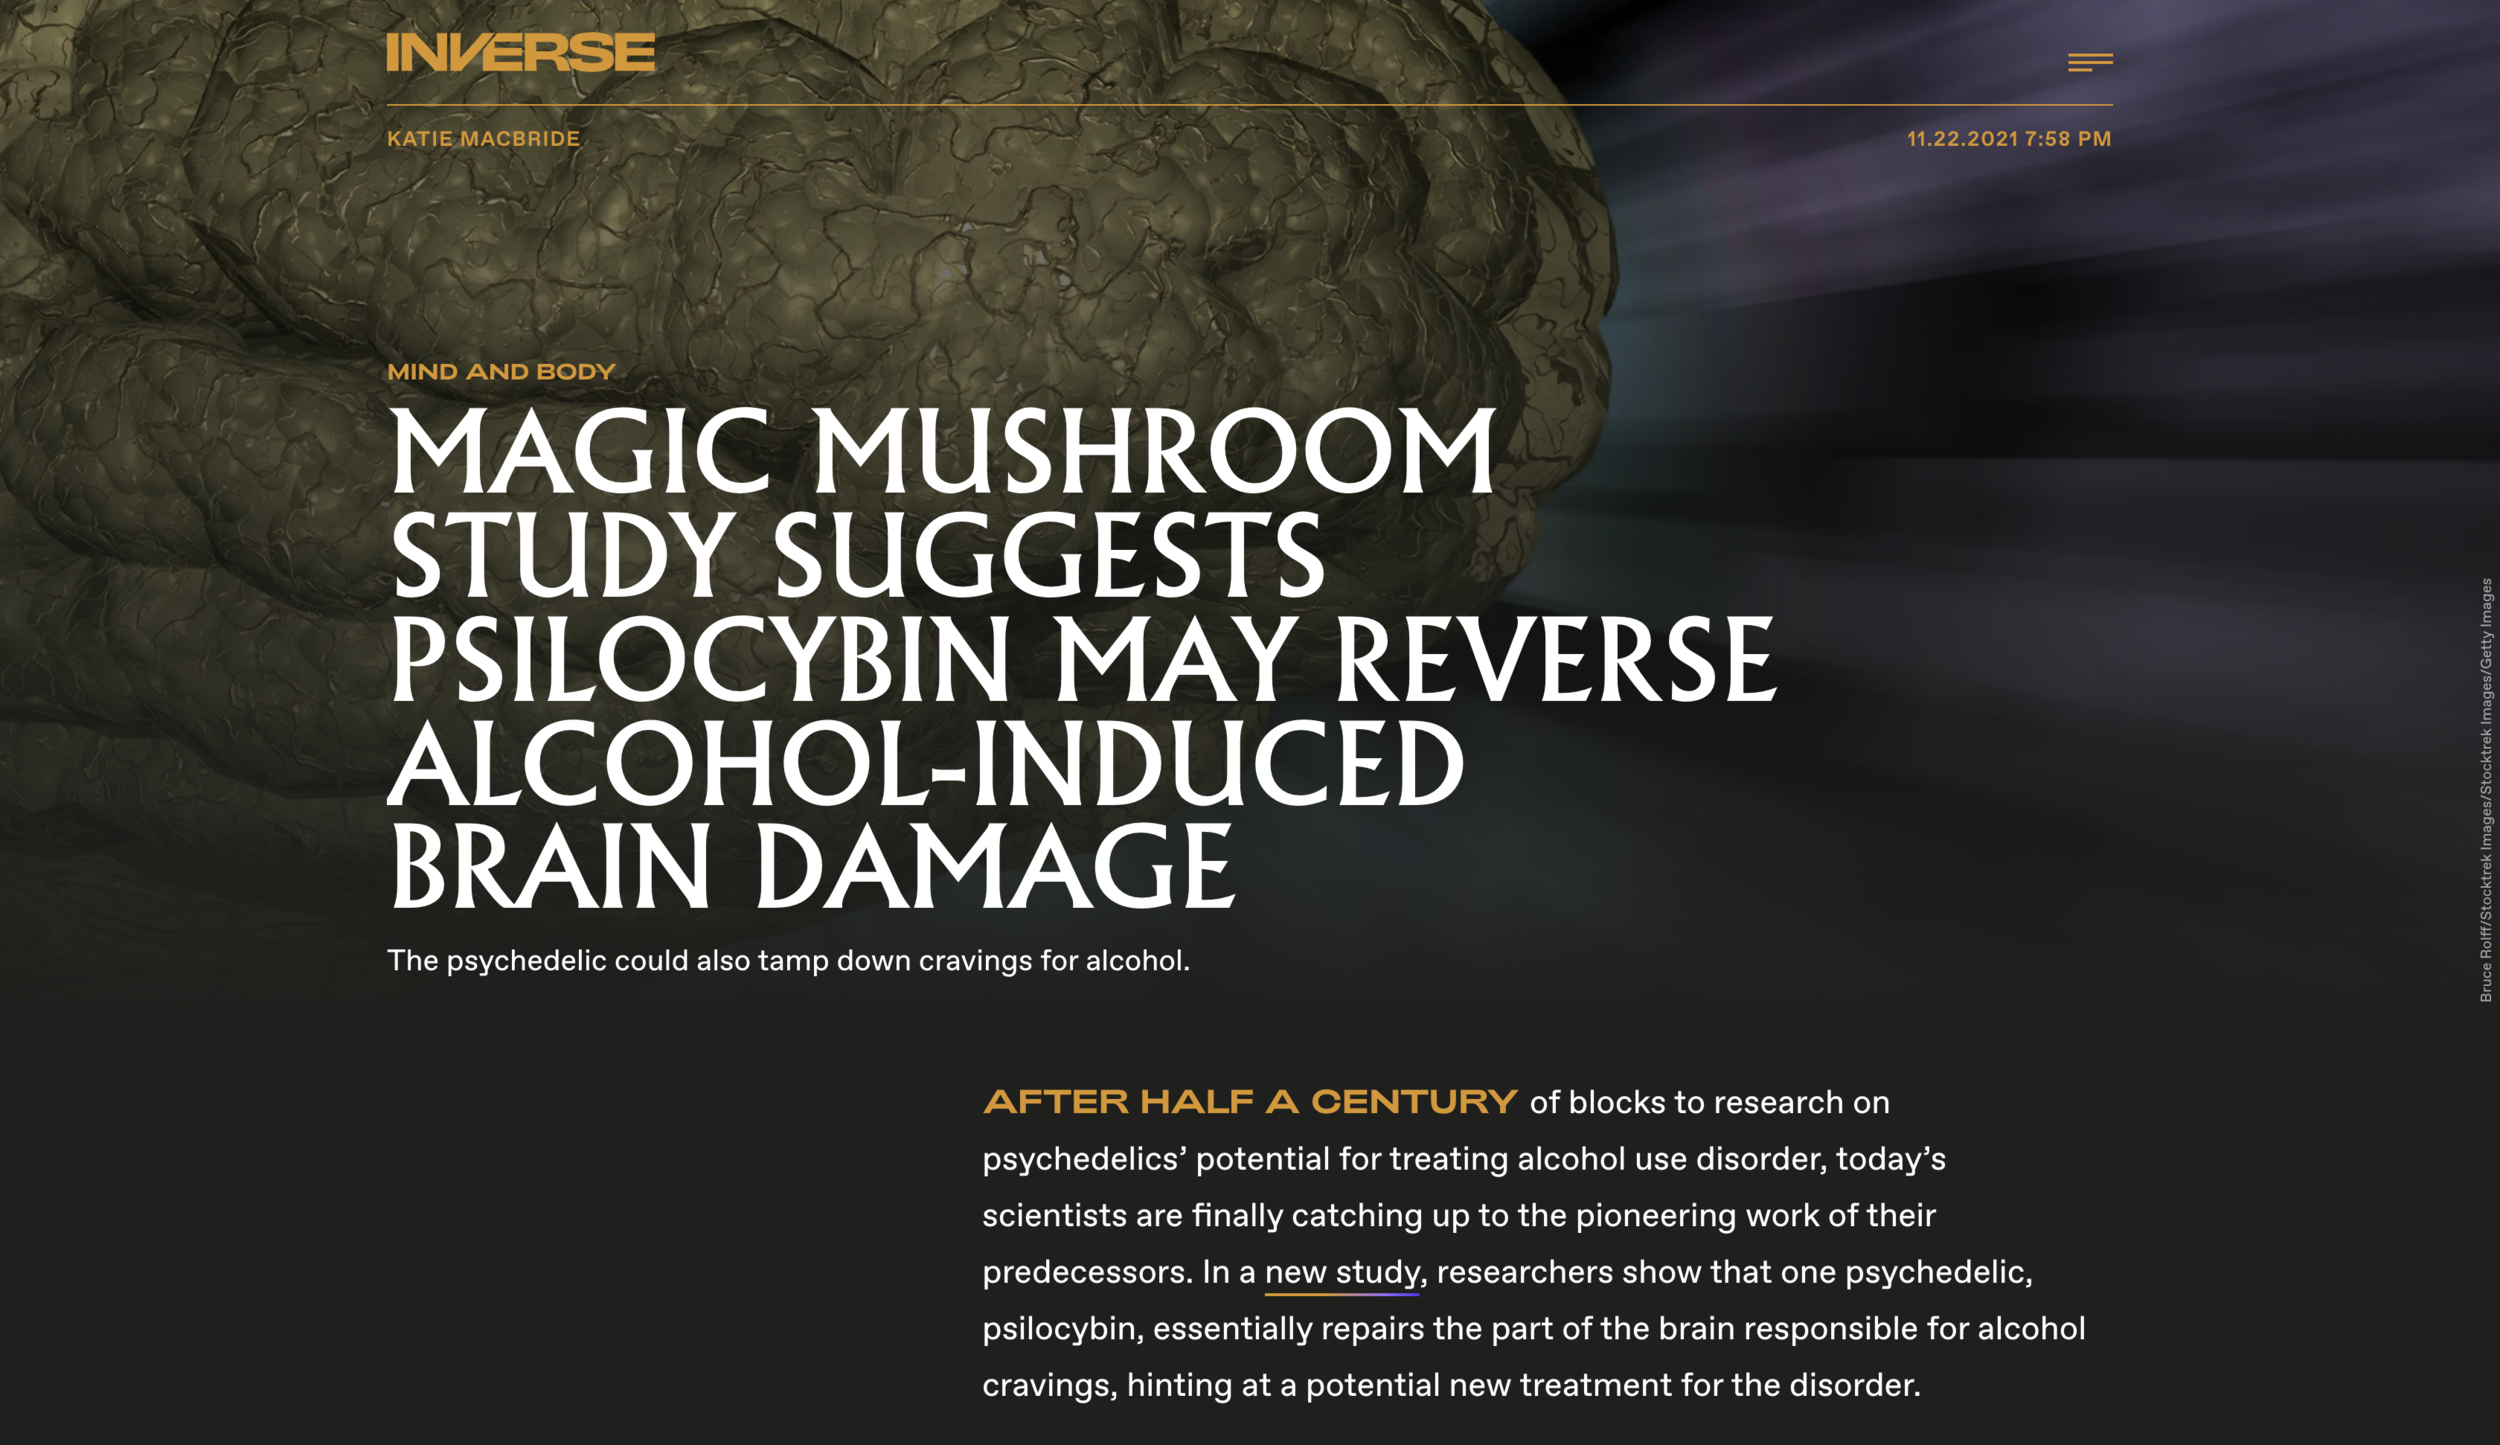 INVERSE
KATIE MACBRIDE
11.22.2021 7:58 PM
MIND AND BODY
MAGIC MUSHROOM
STUDY SUGGESTS
PSILOCYBIN MAY REVERSE
ALCOHOL-INDUCED
BRAIN DAMAGE
The psychedelic could also tamp down cravings for alcohol.
Bruce Rolff/Stocktrek Images/Stocktrek Images/Getty Images
AFTER HALF A CENTURY of blocks to research on
psychedelics’ potential for treating alcohol use disorder, today’s
scientists are finally catching up to the pioneering work of their
predecessors. In a new study, researchers show that one psychedelic,
psilocybin, essentially repairs the part of the brain responsible for alcohol
cravings, hinting at a potential new treatment for the disorder.